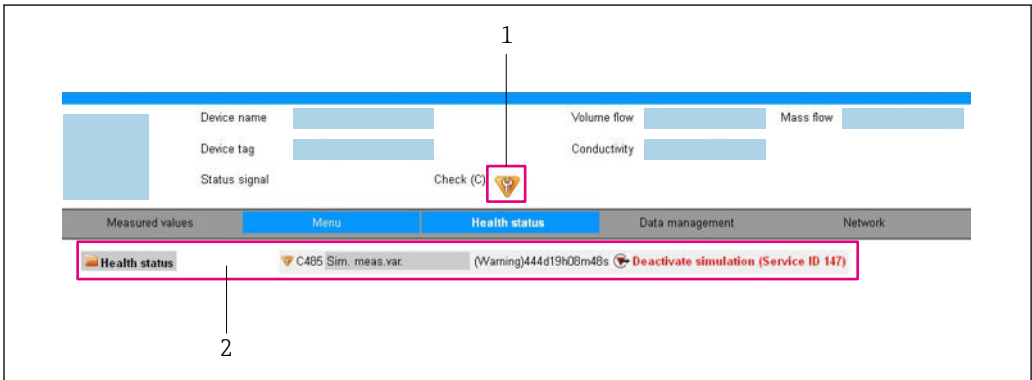 1
Device name Volume flow Mass flow
Device tag Conductivity
Status signal Check (C)
Measured values Menu Health status Data management Network
Health status C485 Sim. meas.var. (Warning)444d19h08m48s Deactivate simulation (Service ID 147)
2